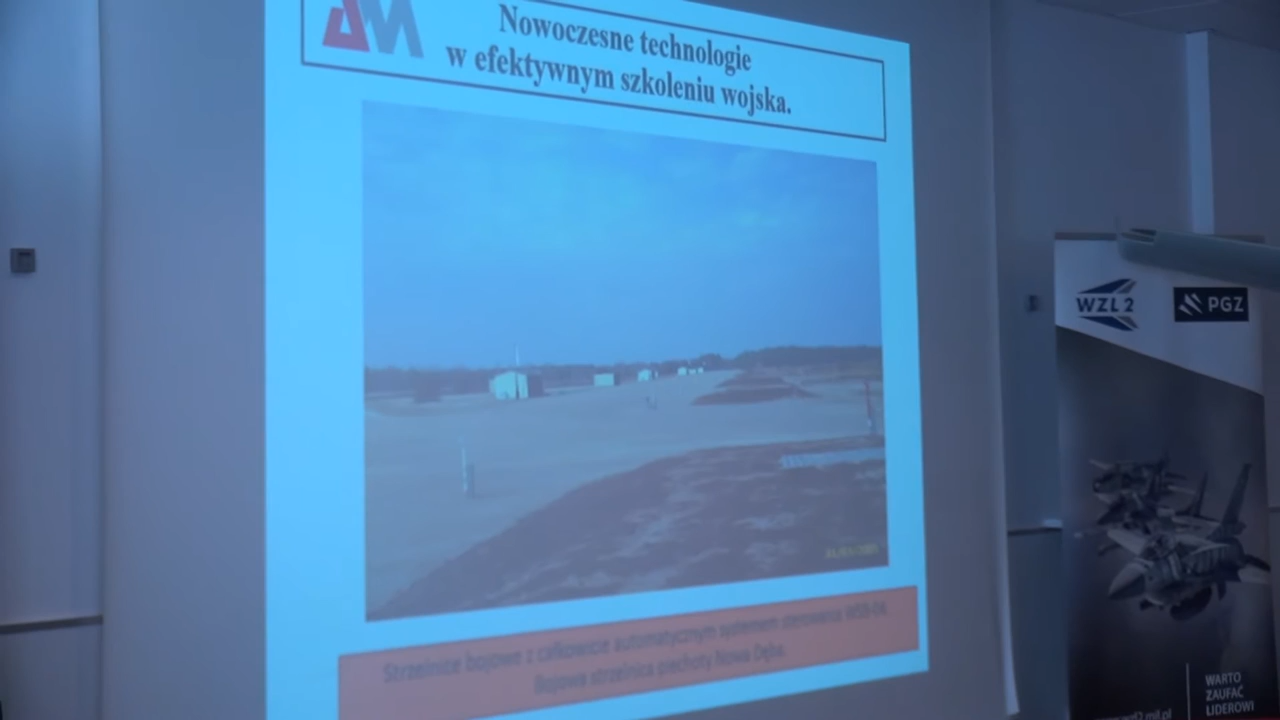 AM
Nowoczesne technologie
w efektywnym szkoleniu wojska.
Strzelnice bojowe z całkowicie automatycznym systemem sterowania
Bojowa strzelnica piechoty Nowa Dęba.
WZL 2
PGZ
WARTO
ZAUFAĆ
LIDEROWI